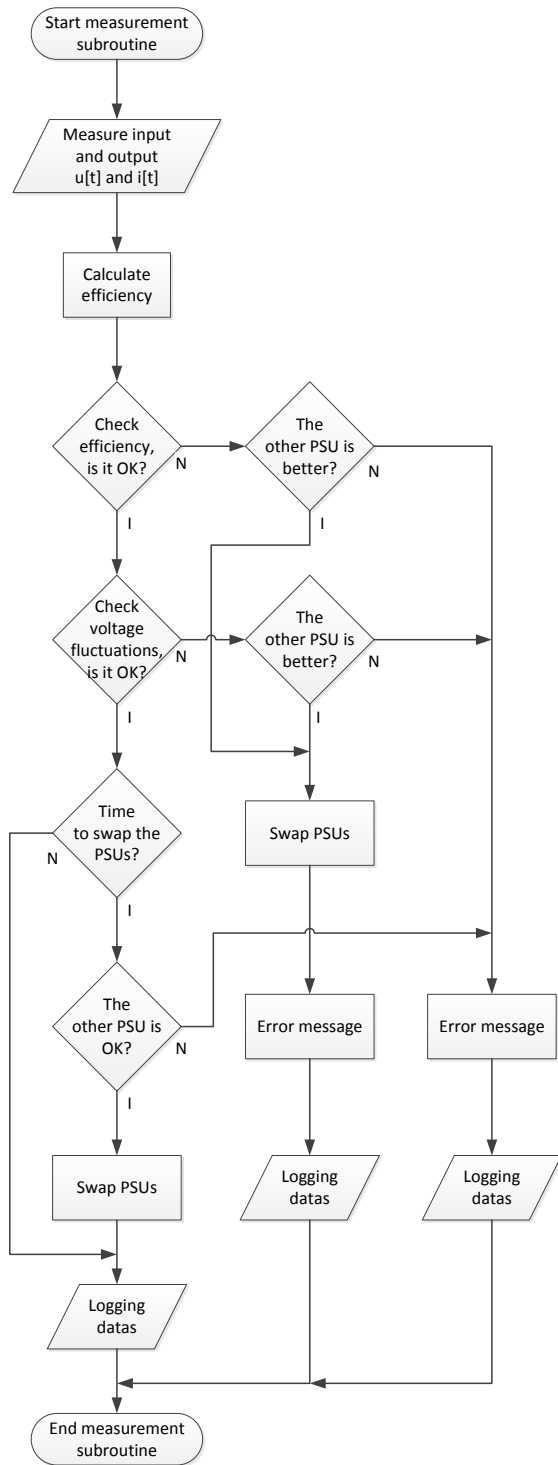 Start measurement
subroutine
Measure input
and output
u[t] and i[t]
Calculate
efficiency
Check
efficiency,
is it OK?
N
I
The
other PSU is
better?
N
I
Check
voltage
fluctuations,
is it OK?
N
I
The
other PSU is
better?
N
I
Time
to swap the
PSUs?
N
I
Swap PSUs
The
other PSU is
OK?
N
I
Error message
Error message
Swap PSUs
Logging
datas
Logging
datas
Logging
datas
End measurement
subroutine